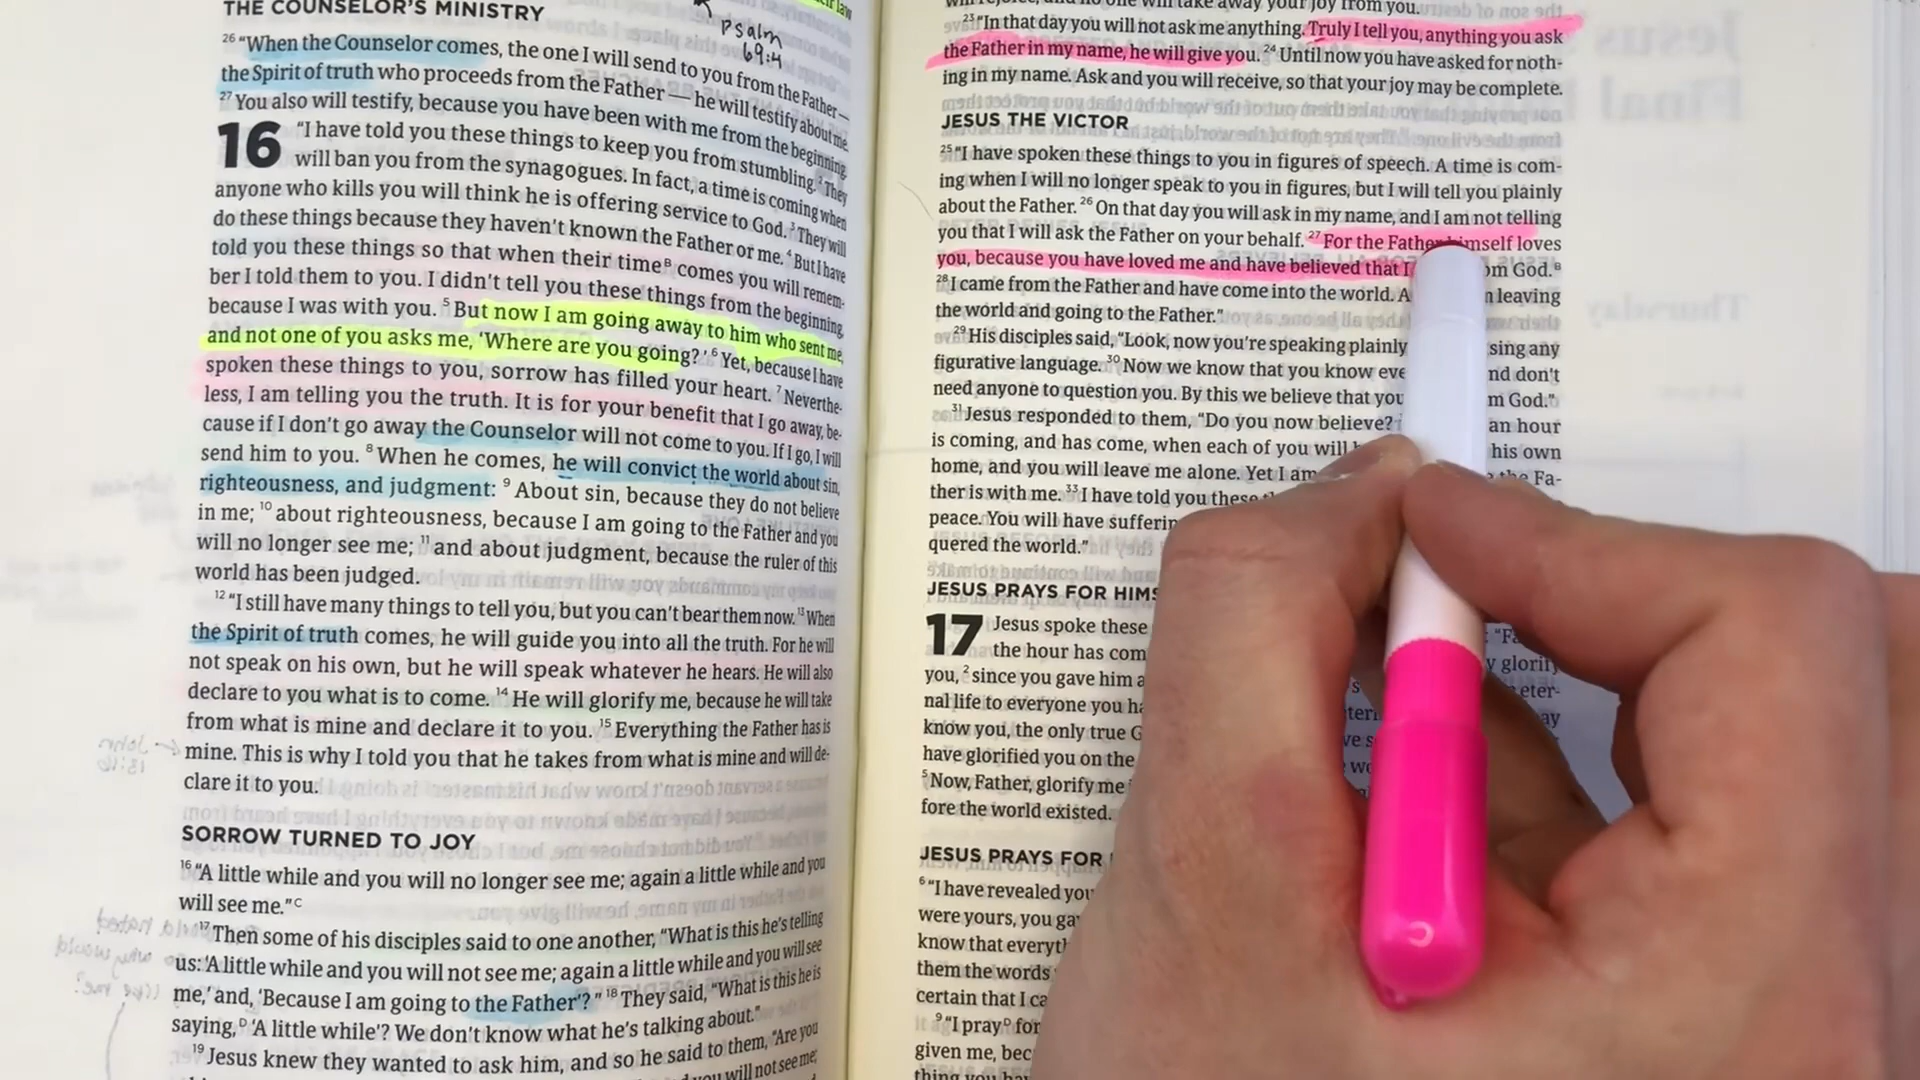 THE COUNSELOR'S MINISTRY
26 “When the Counselor comes, the one I will send to you from the Father —
the Spirit of truth who proceeds from the Father — he will testify about me.
27 You also will testify, because you have been with me from the beginning.
16 “I have told you these things to keep you from stumbling. 2 They
will ban you from the synagogues. In fact, a time is coming when
anyone who kills you will think he is offering service to God. 3 They will
do these things because they haven't known the Father or me. 4 But I have
told you these things so that when their time B comes you will remem-
ber I told them to you. I didn't tell you these things from the beginning,
because I was with you. 5 But now I am going away to him who sent me,
and not one of you asks me, ‘Where are you going?’ 6 Yet, because I have
spoken these things to you, sorrow has filled your heart. 7 Neverthe-
less, I am telling you the truth. It is for your benefit that I go away, be-
cause if I don't go away the Counselor will not come to you. If I go, I will
send him to you. 8 When he comes, he will convict the world about sin,
righteousness, and judgment: 9 About sin, because they do not believe
in me; 10 about righteousness, because I am going to the Father and you
will no longer see me; 11 and about judgment, because the ruler of this
world has been judged.
12 “I still have many things to tell you, but you can't bear them now. 13 When
the Spirit of truth comes, he will guide you into all the truth. For he will
not speak on his own, but he will speak whatever he hears. He will also
declare to you what is to come. 14 He will glorify me, because he will take
from what is mine and declare it to you. 15 Everything the Father has is
mine. This is why I told you that he takes from what is mine and will de-
clare it to you.
SORROW TURNED TO JOY
16 “A little while and you will no longer see me; again a little while and you
will see me.” C
17 Then some of his disciples said to one another, “What is this he's telling
us: ‘A little while and you will not see me; again a little while and you will see
me,’ and, ‘Because I am going to the Father’?” 18 They said, “What is this he is
saying, D ‘A little while’? We don't know what he's talking about.”
19 Jesus knew they wanted to ask him, and so he said to them, “Are you
you will not see me;
law
Psalm
69:4
will take away your joy from you.
23 “In that day you will not ask me anything. Truly I tell you, anything you ask
the Father in my name, he will give you. 24 Until now you have asked for noth-
ing in my name. Ask and you will receive, so that your joy may be complete.
JESUS THE VICTOR
25 “I have spoken these things to you in figures of speech. A time is com-
ing when I will no longer speak to you in figures, but I will tell you plainly
about the Father. 26 On that day you will ask in my name, and I am not telling
you that I will ask the Father on your behalf. 27 For the Father himself loves
you, because you have loved me and have believed that I om God. B
28 I came from the Father and have come into the world. A n leaving
the world and going to the Father.”
29 His disciples said, “Look, now you're speaking plainly sing any
figurative language. 30 Now we know that you know eve nd don't
need anyone to question you. By this we believe that you m God.”
31 Jesus responded to them, “Do you now believe? an hour
is coming, and has come, when each of you will his own
home, and you will leave me alone. Yet I am the Fa-
ther is with me. 33 I have told you these
peace. You will have sufferin
quered the world.”
JESUS PRAYS FOR HIMS
17 Jesus spoke these
the hour has com
you, 2 since you gave him a
nal life to everyone you ha
know you, the only true G
have glorified you on the
5 Now, Father, glorify me
fore the world existed.
JESUS PRAYS FOR
6 “I have revealed you
were yours, you ga
know that everyth
them the words
certain that I ca
9 “I pray D for
given me, bec
thing you hav